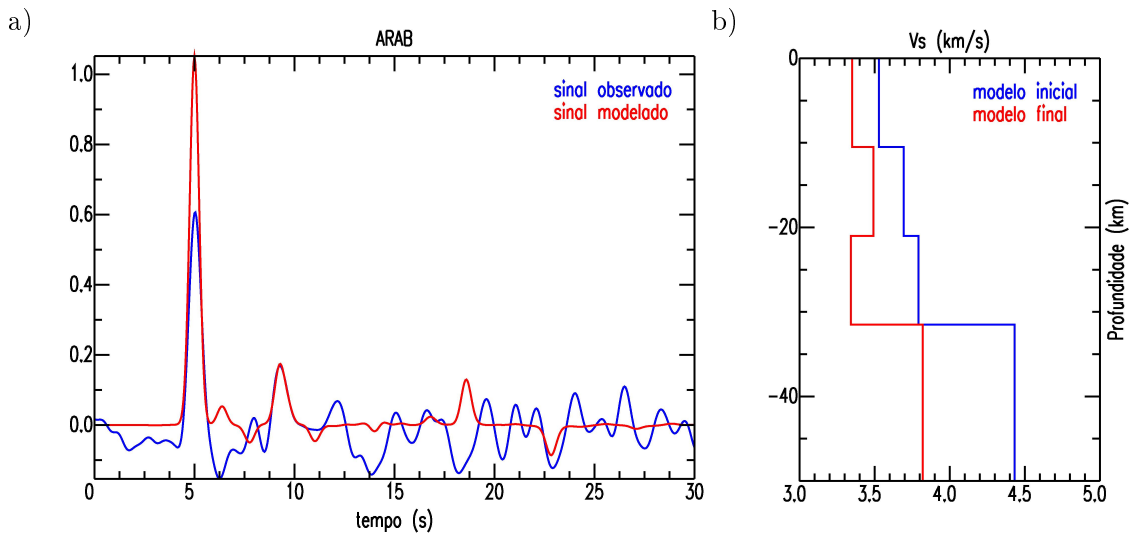 a)
ARAB
sinal observado
sinal modelado
1.0
0.8
0.6
0.4
0.2
0.0
0 5 10 15 20 25 30
tempo (s)
b)
Vs (km/s)
modelo inicial
modelo final
0
−20
−40
Profundidade (km)
3.0 3.5 4.0 4.5 5.0